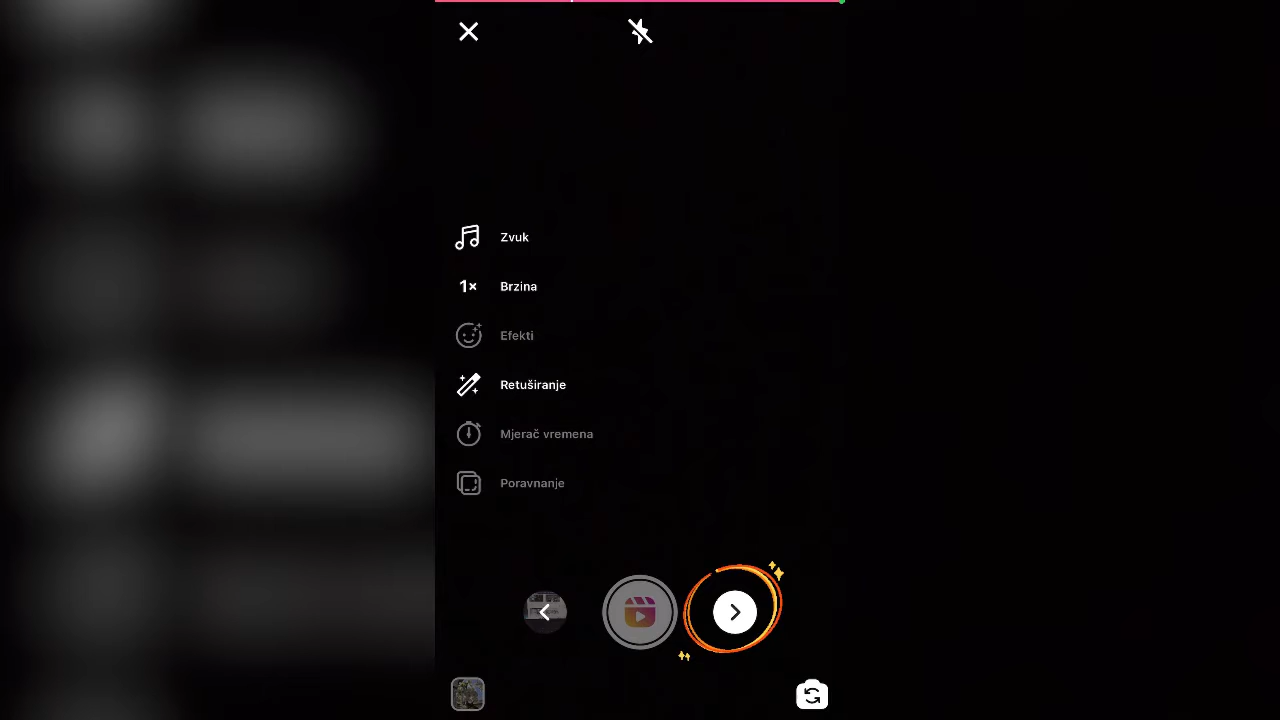 Zvuk
1× Brzina
Efekti
Retuširanje
Mjerač vremena
Poravnanje